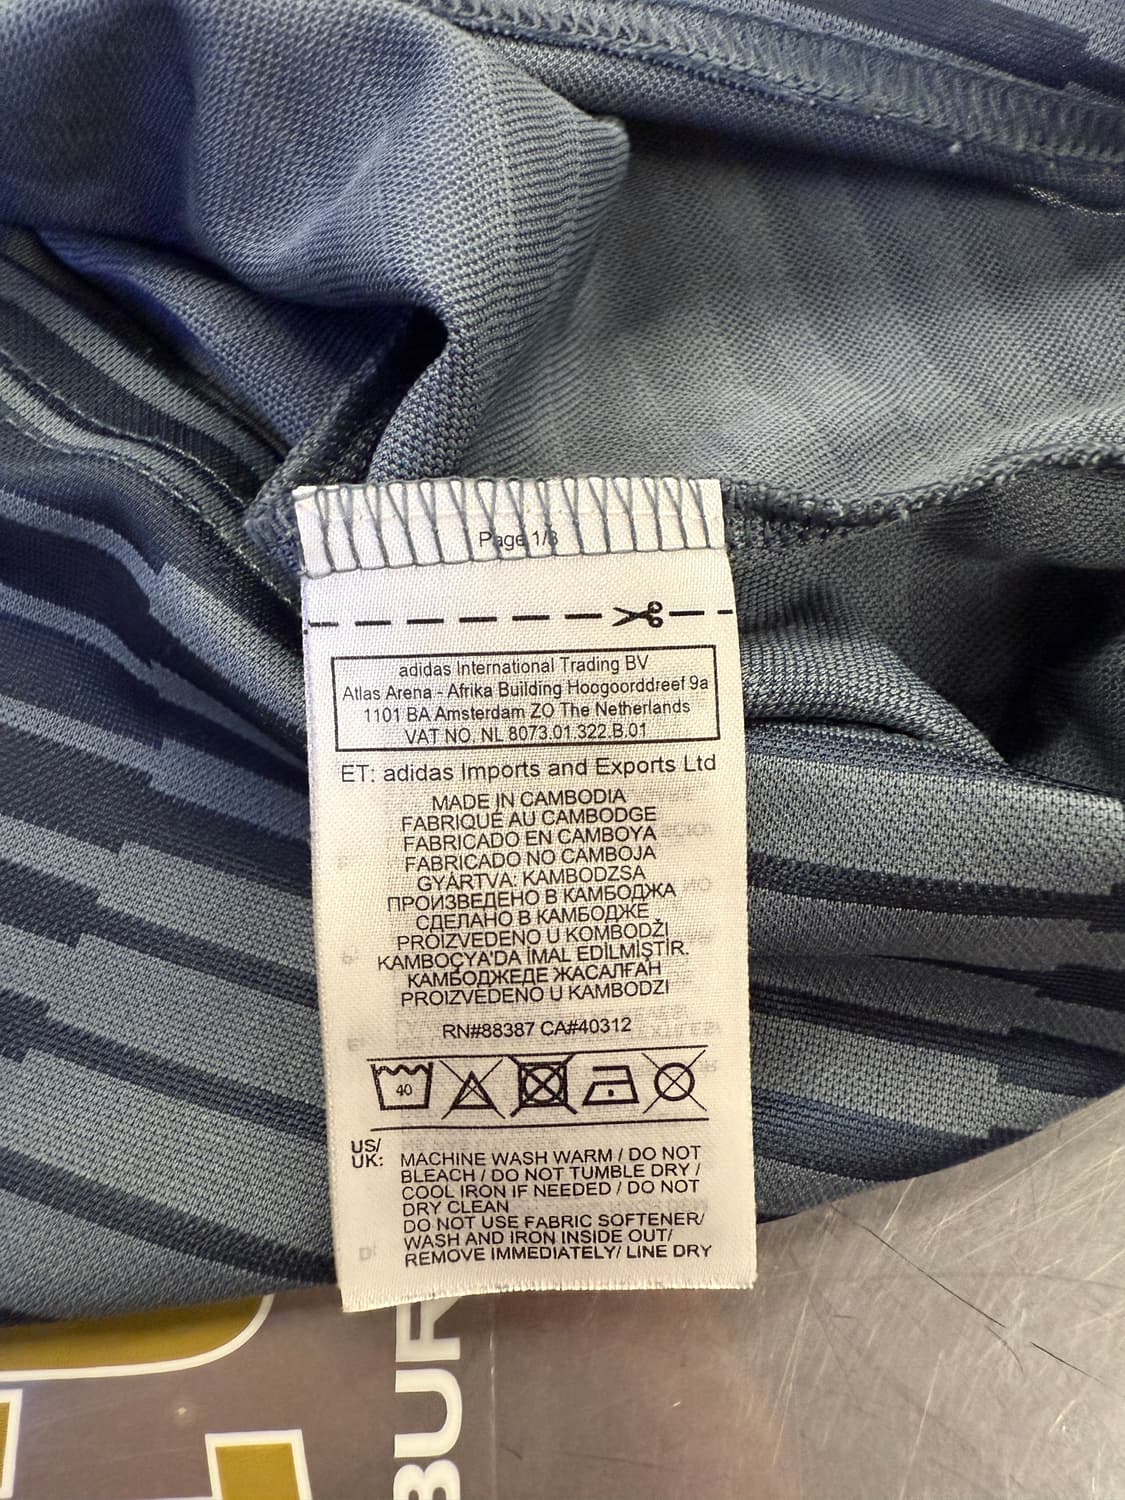 Page 1/3
adidas International Trading BV
Atlas Arena - Afrika Building Hoogoorddreef 9a
1101 BA Amsterdam ZO The Netherlands
VAT NO. NL 8073.01.322.B.01
ET: adidas Imports and Exports Ltd
MADE IN CAMBODIA
FABRIQUÉ AU CAMBODGE
FABRICADO EN CAMBOYA
FABRICADO NO CAMBOJA
GYÁRTVA: KAMBODZSA
ПРОИЗВЕДЕНО В КАМБОДЖА
СДЕЛАНО В КАМБОДЖЕ
PROIZVEDENO U KOMBODŽI
KAMBOÇYA'DA İMAL EDİLMİŞTİR.
КАМБОДЖЕДЕ ЖАСАЛҒАН
PROIZVEDENO U KAMBODZI
RN#88387 CA#40312
40
US/
UK:
MACHINE WASH WARM / DO NOT
BLEACH / DO NOT TUMBLE DRY /
COOL IRON IF NEEDED / DO NOT
DRY CLEAN
DO NOT USE FABRIC SOFTENER/
WASH AND IRON INSIDE OUT/
REMOVE IMMEDIATELY/ LINE DRY